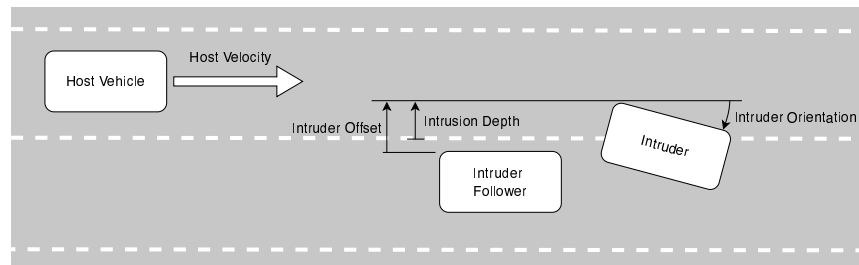 Host Velocity
Host Vehicle
Intruder Offset
Intrusion Depth
Intruder Orientation
Intruder
Intruder
Follower